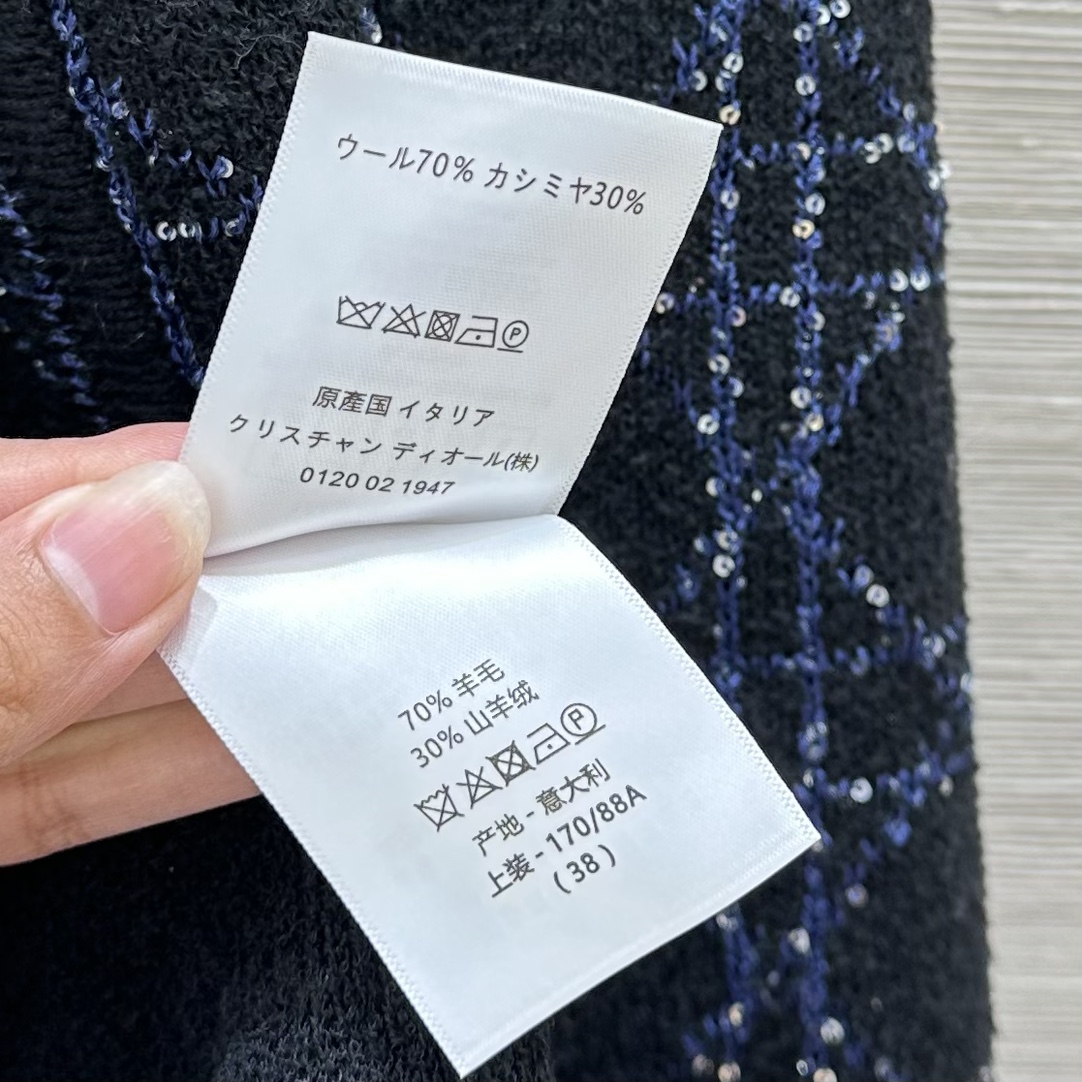 ウール70% カシミヤ30%
P
原產国 イタリア
クリスチャン ディオール(株)
0120 02 1947
70% 羊毛
30% 山羊绒
P
产地 - 意大利
上装 - 170/88A
( 38 )